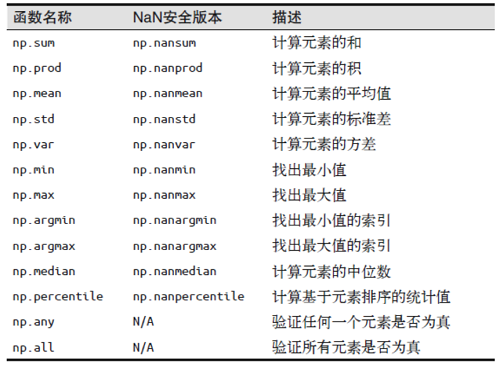 函数名称 NaN安全版本 描述
np.sum np.nansum 计算元素的和
np.prod np.nanprod 计算元素的积
np.mean np.nanmean 计算元素的平均值
np.std np.nanstd 计算元素的标准差
np.var np.nanvar 计算元素的方差
np.min np.nanmin 找出最小值
np.max np.nanmax 找出最大值
np.argmin np.nanargmin 找出最小值的索引
np.argmax np.nanargmax 找出最大值的索引
np.median np.nanmedian 计算元素的中位数
np.percentile np.nanpercentile 计算基于元素排序的统计值
np.any N/A 验证任何一个元素是否为真
np.all N/A 验证所有元素是否为真